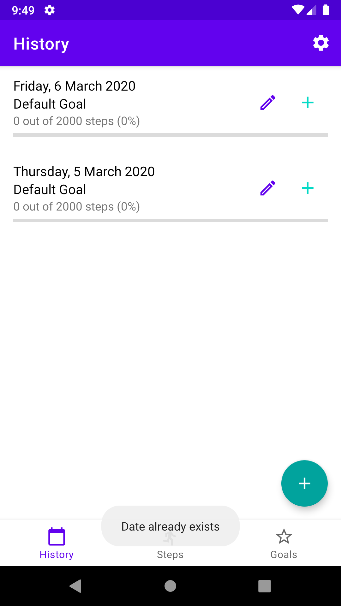 9:49
History
Friday, 6 March 2020
Default Goal
0 out of 2000 steps (0%)
Thursday, 5 March 2020
Default Goal
0 out of 2000 steps (0%)
Date already exists
History
Steps
Goals